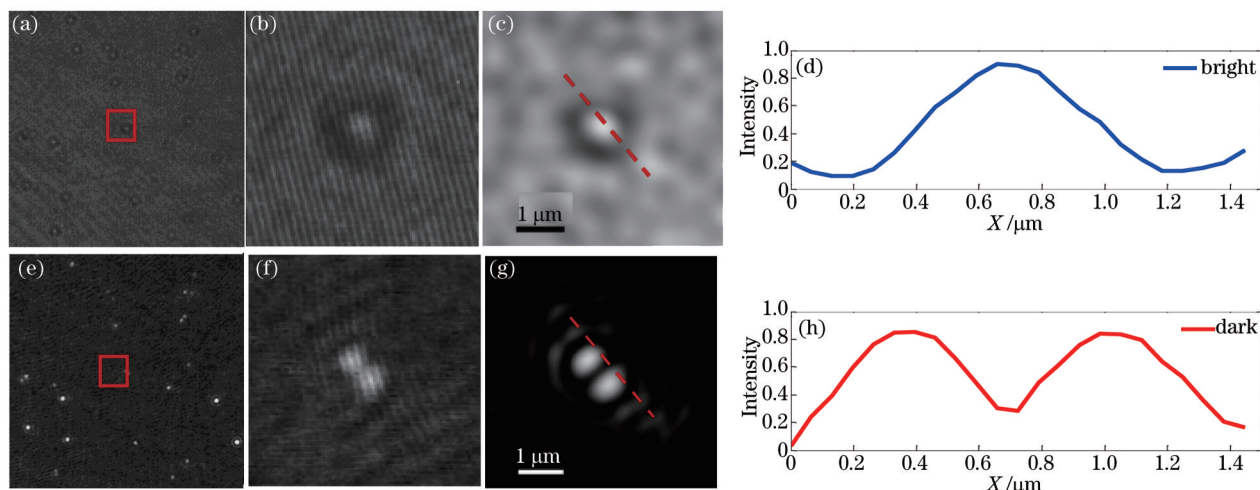 (a)
(b)
(c)
1 μm
(d)
bright
Intensity
1.0
0.8
0.6
0.4
0.2
0
0 0.2 0.4 0.6 0.8 1.0 1.2 1.4
X /μm
(e)
(f)
(g)
1 μm
(h)
dark
Intensity
1.0
0.8
0.6
0.4
0.2
0
0 0.2 0.4 0.6 0.8 1.0 1.2 1.4
X /μm